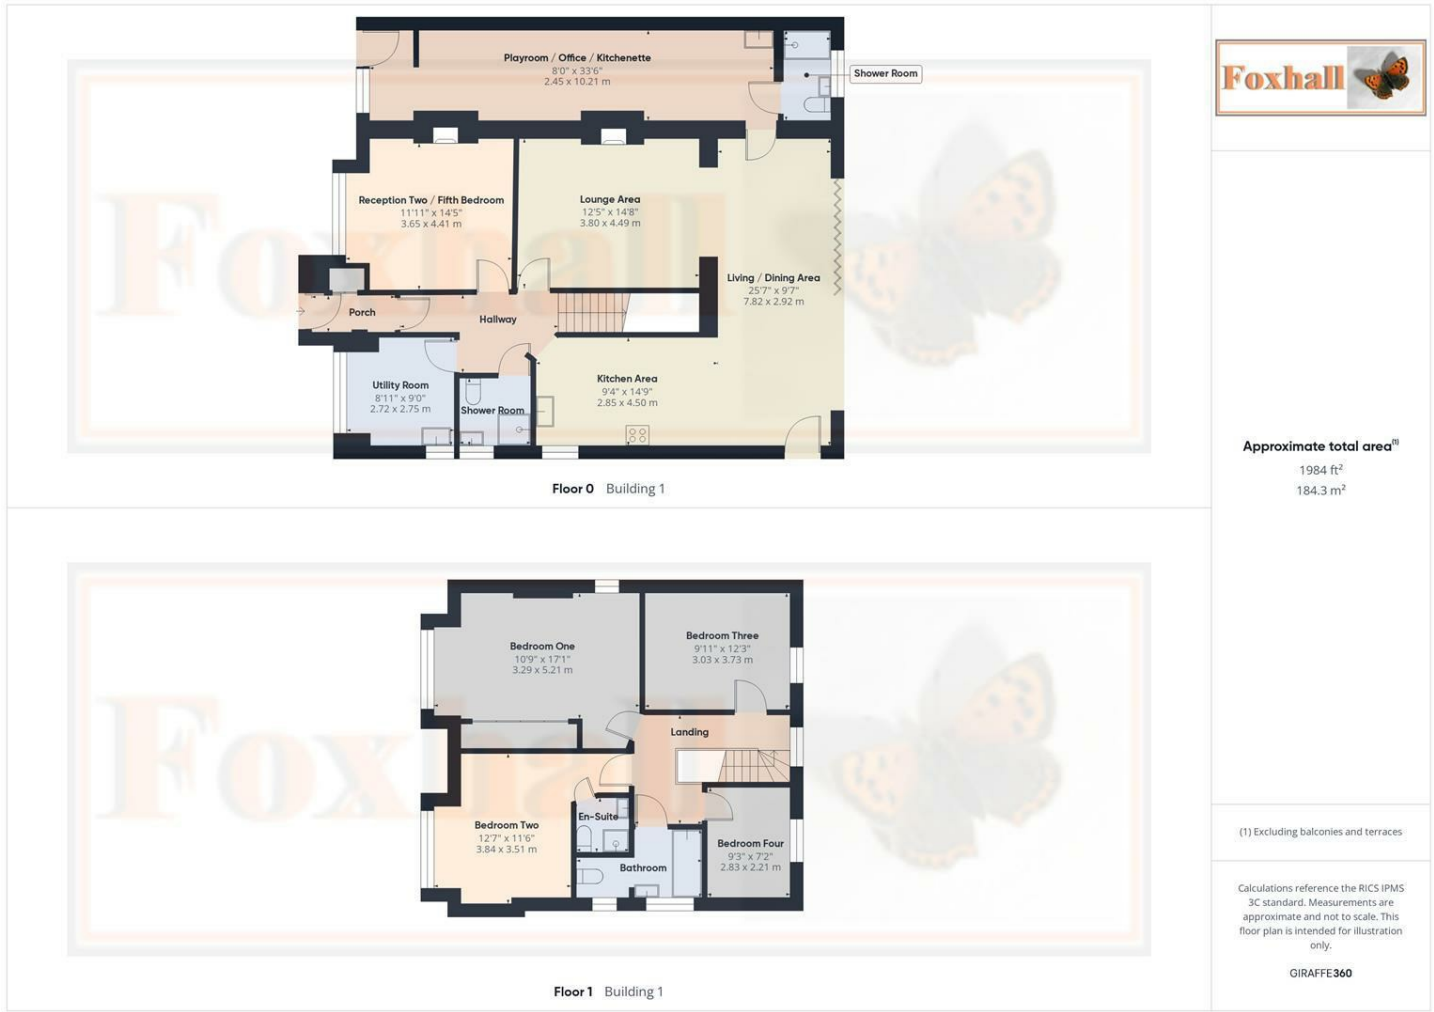 Playroom / Office / Kitchenette
8'0" x 33'6"
2.45 x 10.21 m
Shower Room
Foxhall
Reception Two / Fifth Bedroom
11'11" x 14'5"
3.65 x 4.41 m
Lounge Area
12'5" x 14'8"
3.80 x 4.49 m
Living / Dining Area
25'7" x 9'7"
7.82 x 2.92 m
Porch
Hallway
Utility Room
8'11" x 9'0"
2.72 x 2.75 m
Shower Room
Kitchen Area
9'4" x 14'9"
2.85 x 4.50 m
Foxhall
Floor 0 Building 1
Approximate total area(1)
1984 ft²
184.3 m²
Bedroom One
10'9" x 17'1"
3.29 x 5.21 m
Bedroom Three
9'11" x 12'3"
3.03 x 3.73 m
Landing
Bedroom Two
12'7" x 11'6"
3.84 x 3.51 m
En-Suite
Bathroom
Bedroom Four
9'3" x 7'2"
2.83 x 2.21 m
Foxhall
Floor 1 Building 1
(1) Excluding balconies and terraces
Calculations reference the RICS IPMS
3C standard. Measurements are
approximate and not to scale. This
floor plan is intended for illustration
only.
GIRAFFE360